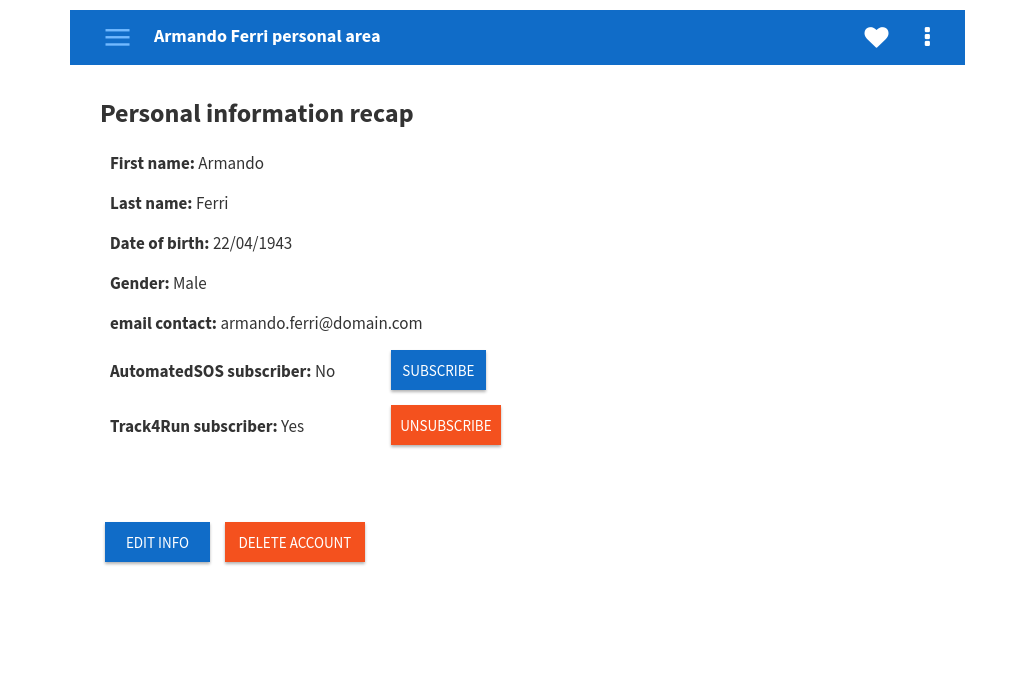 Armando Ferri personal area
Personal information recap
First name: Armando
Last name: Ferri
Date of birth: 22/04/1943
Gender: Male
email contact: armando.ferri@domain.com
AutomatedSOS subscriber: No SUBSCRIBE
Track4Run subscriber: Yes UNSUBSCRIBE
EDIT INFO DELETE ACCOUNT